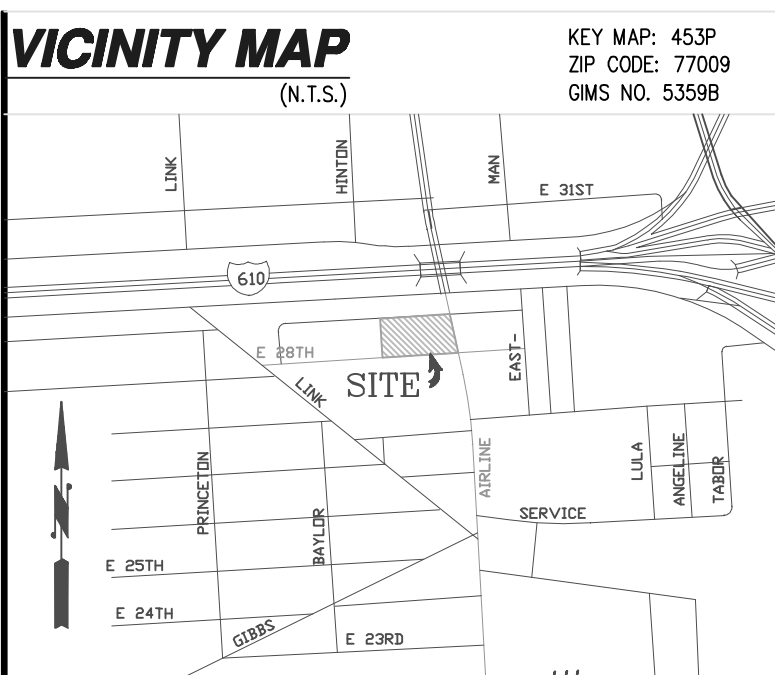 VICINITY MAP
(N.T.S.)
KEY MAP: 453P
ZIP CODE: 77009
GIMS NO. 5359B
LINK
HINTON
MAN
E 31ST
610
E 28TH
EAST-
LINK
SITE
PRINCETON
BAYLOR
AIRLINE
LULA
ANGELINE
TABOR
SERVICE
E 25TH
E 24TH
GIBBS
E 23RD
N